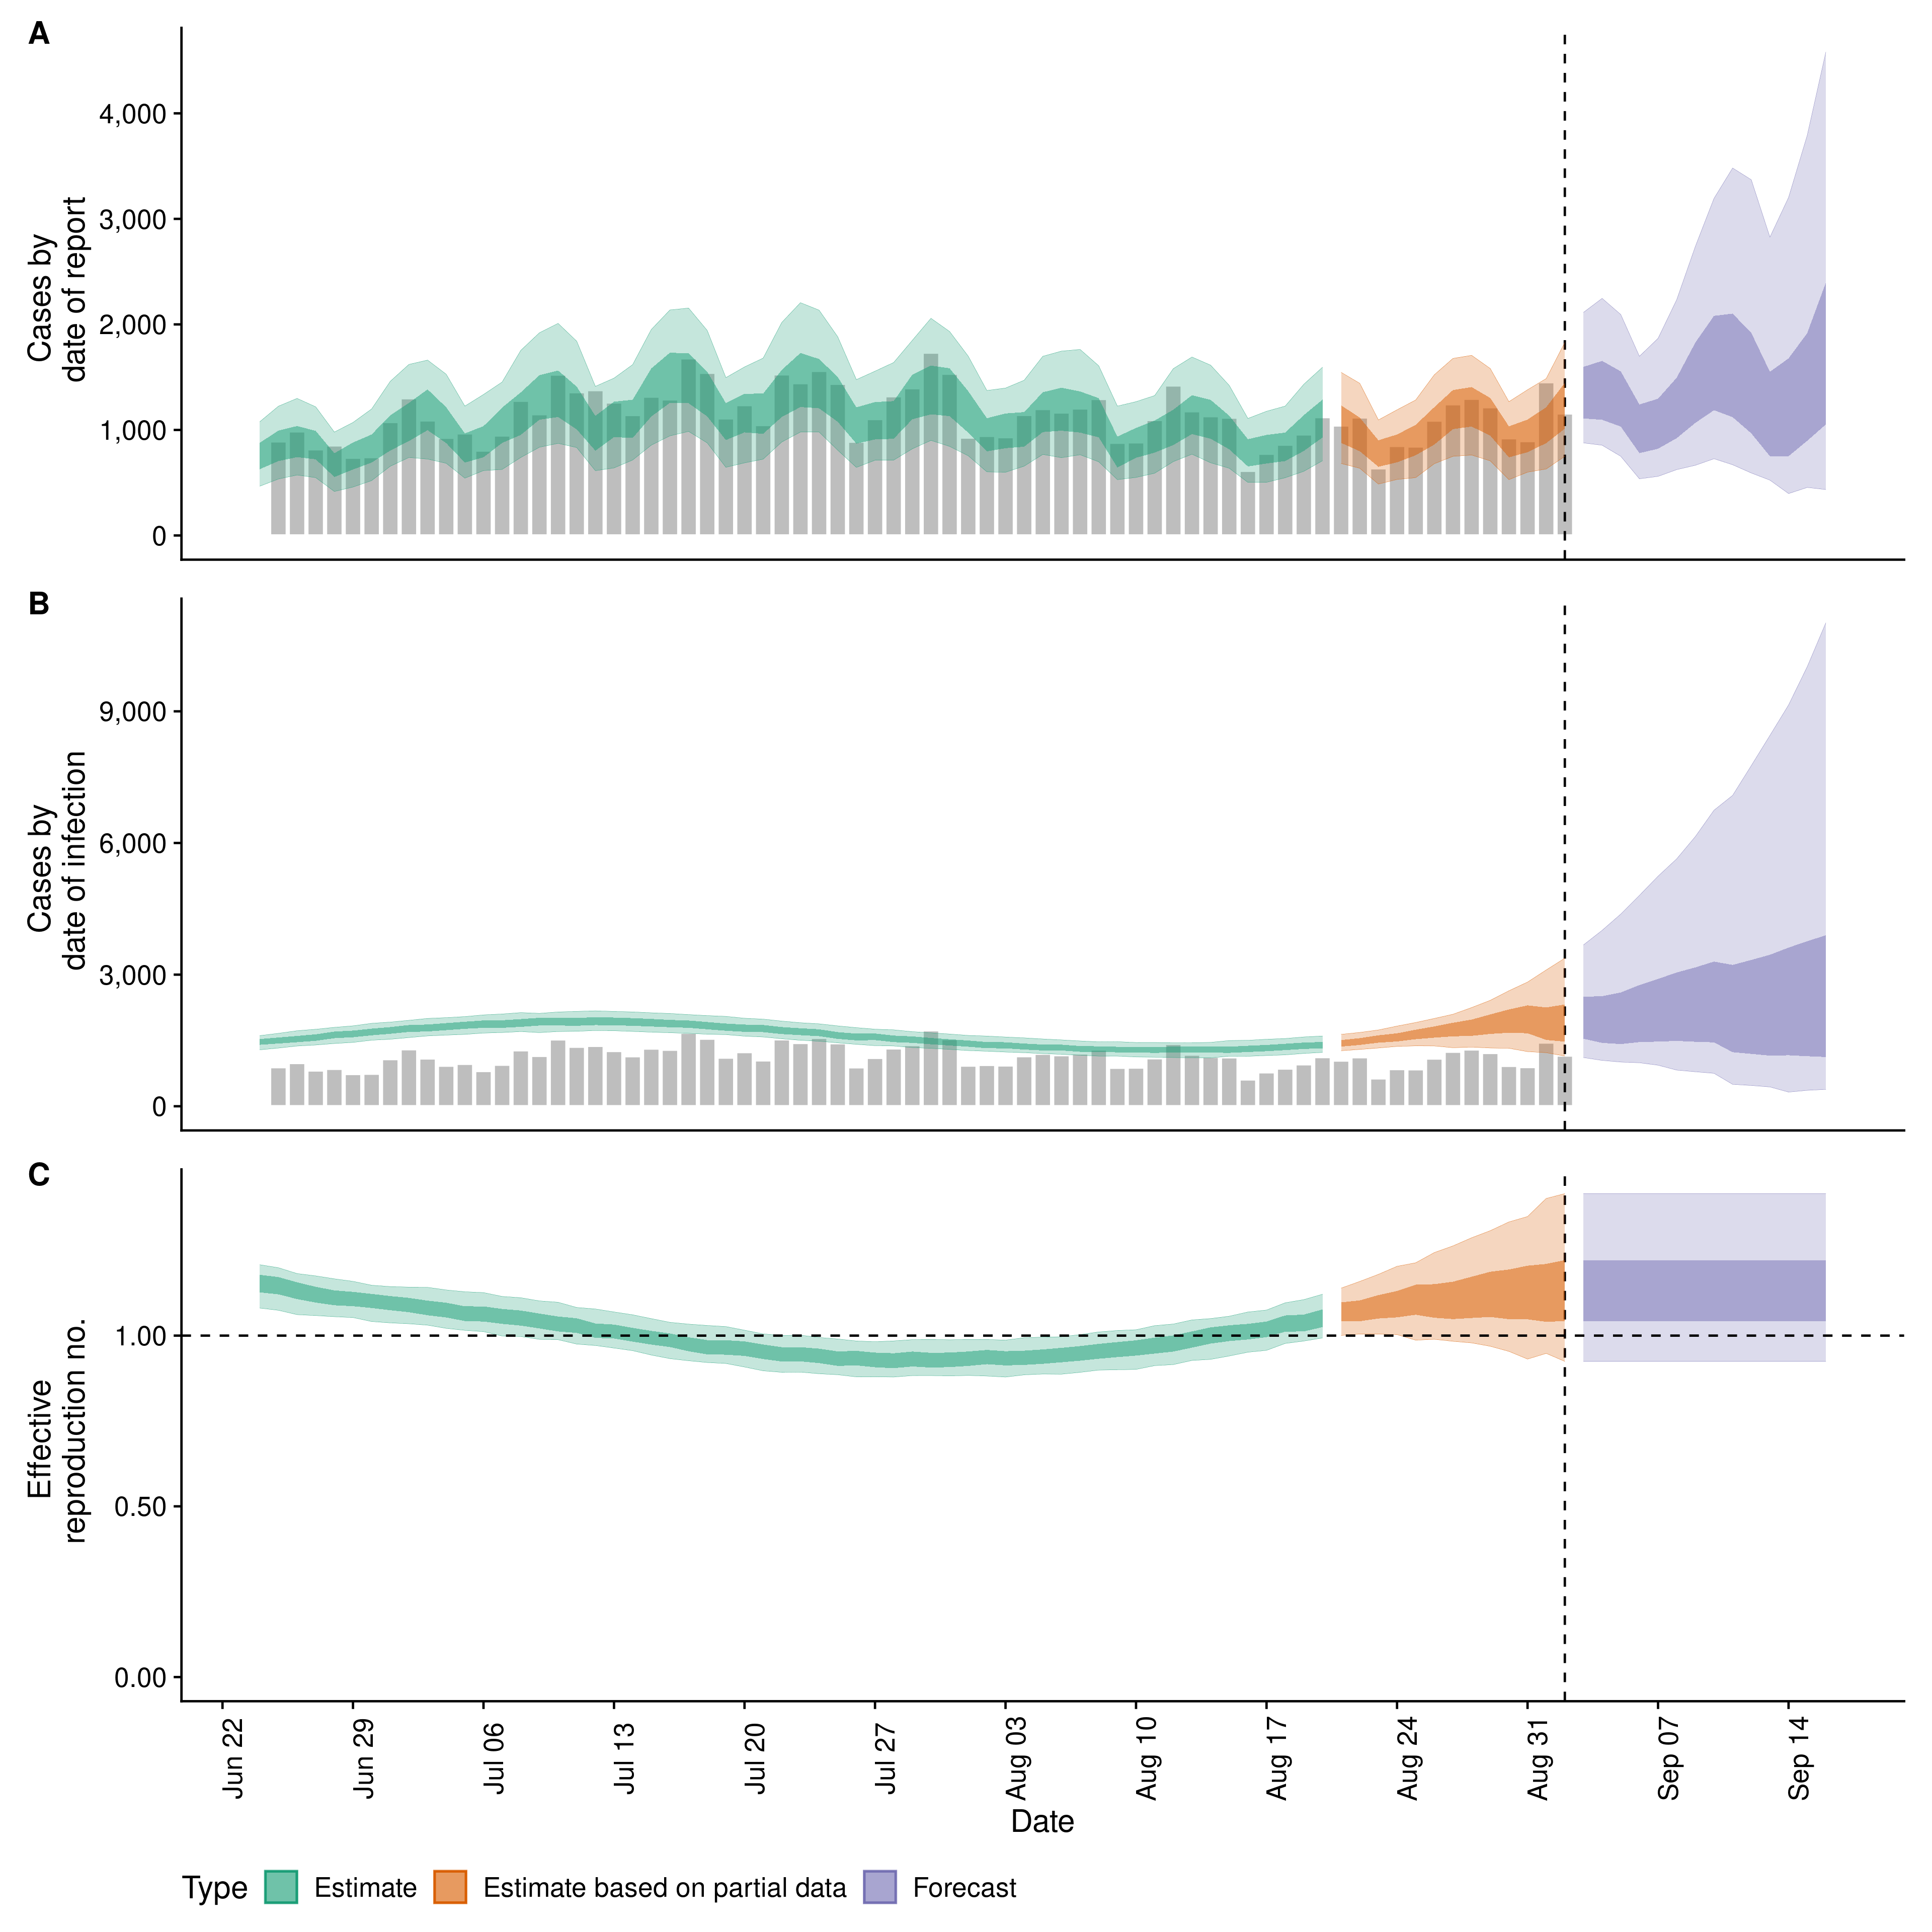 A
Cases by
date of report
4,000
3,000
2,000
1,000
0
B
Cases by
date of infection
9,000
6,000
3,000
0
C
Effective
reproduction no.
1.00
0.50
0.00
Jun 22
Jun 29
Jul 06
Jul 13
Jul 20
Jul 27
Aug 03
Aug 10
Aug 17
Aug 24
Aug 31
Sep 07
Sep 14
Date
Type Estimate Estimate based on partial data Forecast